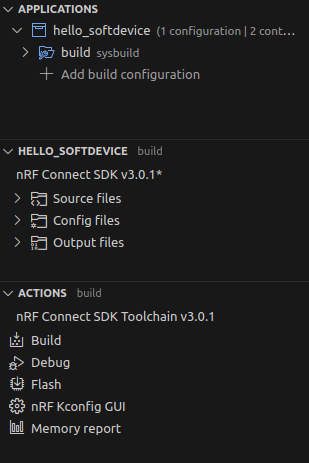 APPLICATIONS
hello_softdevice (1 configuration | 2 cont...
build sysbuild
Add build configuration
HELLO_SOFTDEVICE build
nRF Connect SDK v3.0.1*
Source files
Config files
Output files
ACTIONS build
nRF Connect SDK Toolchain v3.0.1
Build
Debug
Flash
nRF Kconfig GUI
Memory report